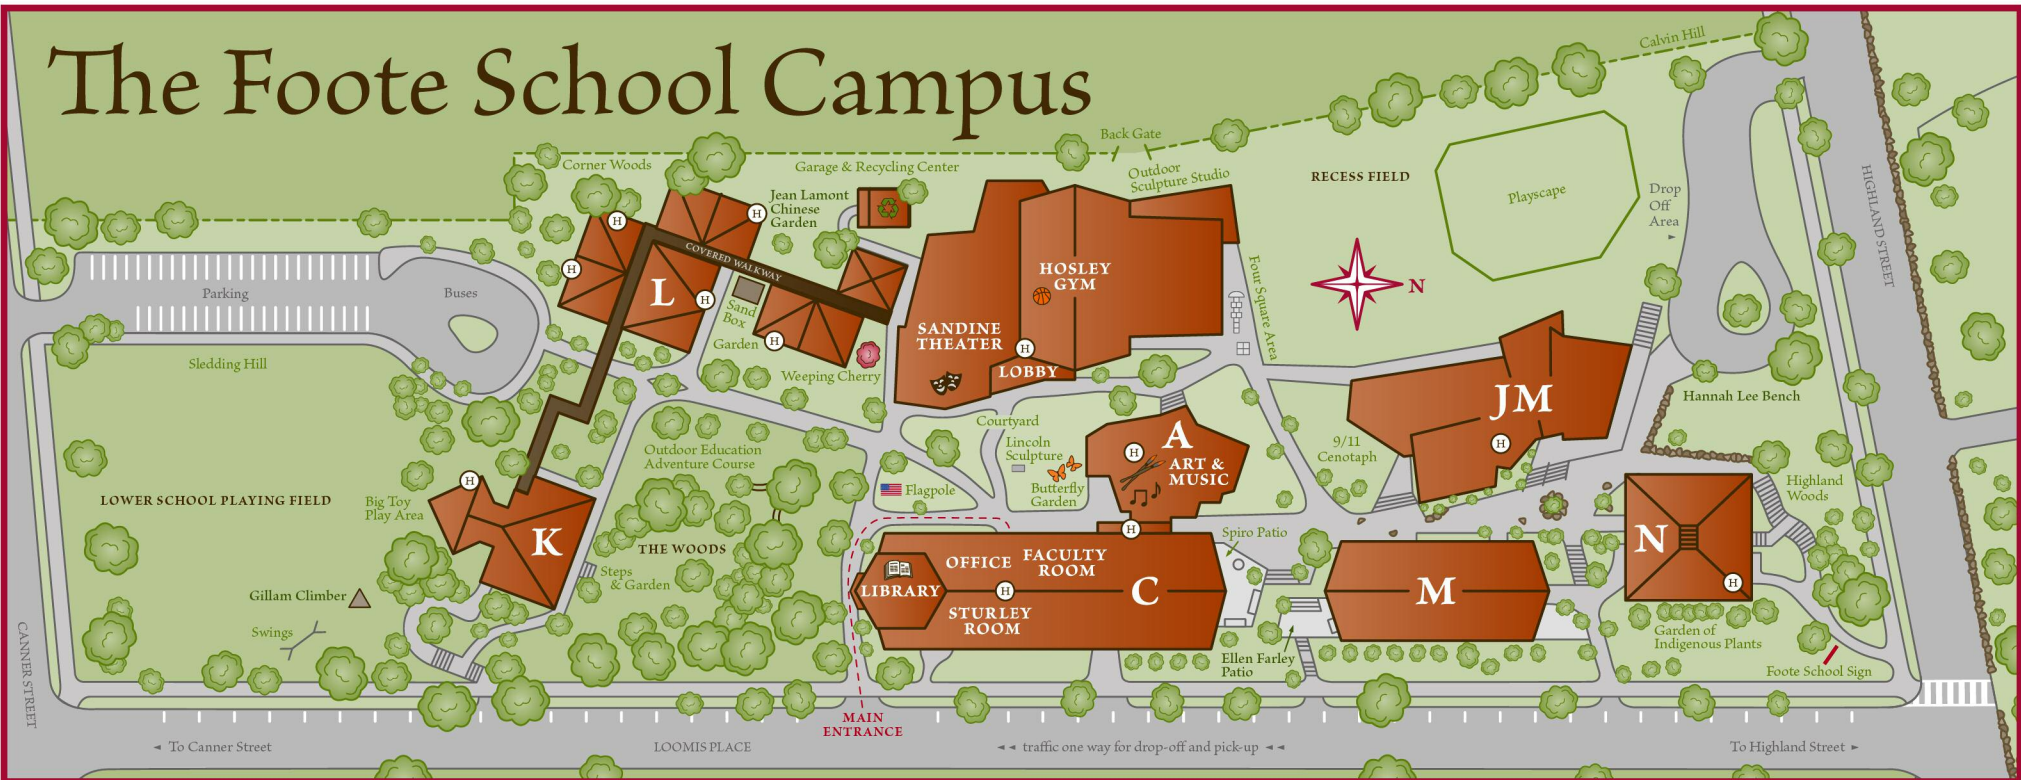 The Foote School Campus
Calvin Hill
Back Gate
Corner Woods
Garage & Recycling Center
Outdoor
Sculpture Studio
RECESS FIELD
Playscape
Drop
Off
Area
HIGHLAND STREET
H
H
Jean Lamont
Chinese
Garden
COVERED WALKWAY
H
L
H
Sand
Box
Garden
H
Weeping Cherry
Parking
Buses
Sledding Hill
HOSLEY
GYM
SANDINE
THEATER
H
LOBBY
Four Square Area
N
JM
H
Hannah Lee Bench
Courtyard
Lincoln
Sculpture
Butterfly
Garden
Flagpole
A
H
ART &
MUSIC
9/11
Cenotaph
Outdoor Education
Adventure Course
LOWER SCHOOL PLAYING FIELD
Big Toy
Play Area
H
K
THE WOODS
Steps
& Garden
Gillam Climber
Swings
OFFICE
FACULTY
ROOM
H
LIBRARY
H
STURLEY
ROOM
C
Spiro Patio
Ellen Farley
Patio
M
N
H
Highland
Woods
Garden of
Indigenous Plants
Foote School Sign
CANNER STREET
MAIN
ENTRANCE
To Canner Street
LOOMIS PLACE
traffic one way for drop-off and pick-up
To Highland Street